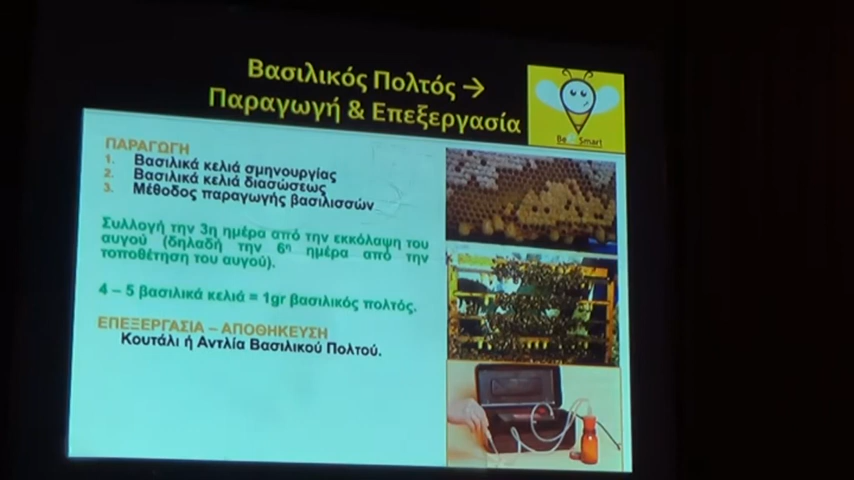 Βασιλικός Πολτός →
Παραγωγή & Επεξεργασία
Be Smart
ΠΑΡΑΓΩΓΗ
1. Βασιλικά κελιά σμηνουργίας
2. Βασιλικά κελιά διασώσεως
3. Μέθοδος παραγωγής βασιλισσών
Συλλογή την 3η ημέρα από την εκκόλαψη του
αυγού (δηλαδή την 6η ημέρα από την
τοποθέτηση του αυγού).
4 – 5 βασιλικά κελιά = 1gr βασιλικός πολτός.
ΕΠΕΞΕΡΓΑΣΙΑ – ΑΠΟΘΗΚΕΥΣΗ
Κουτάλι ή Αντλία Βασιλικού Πολτού.